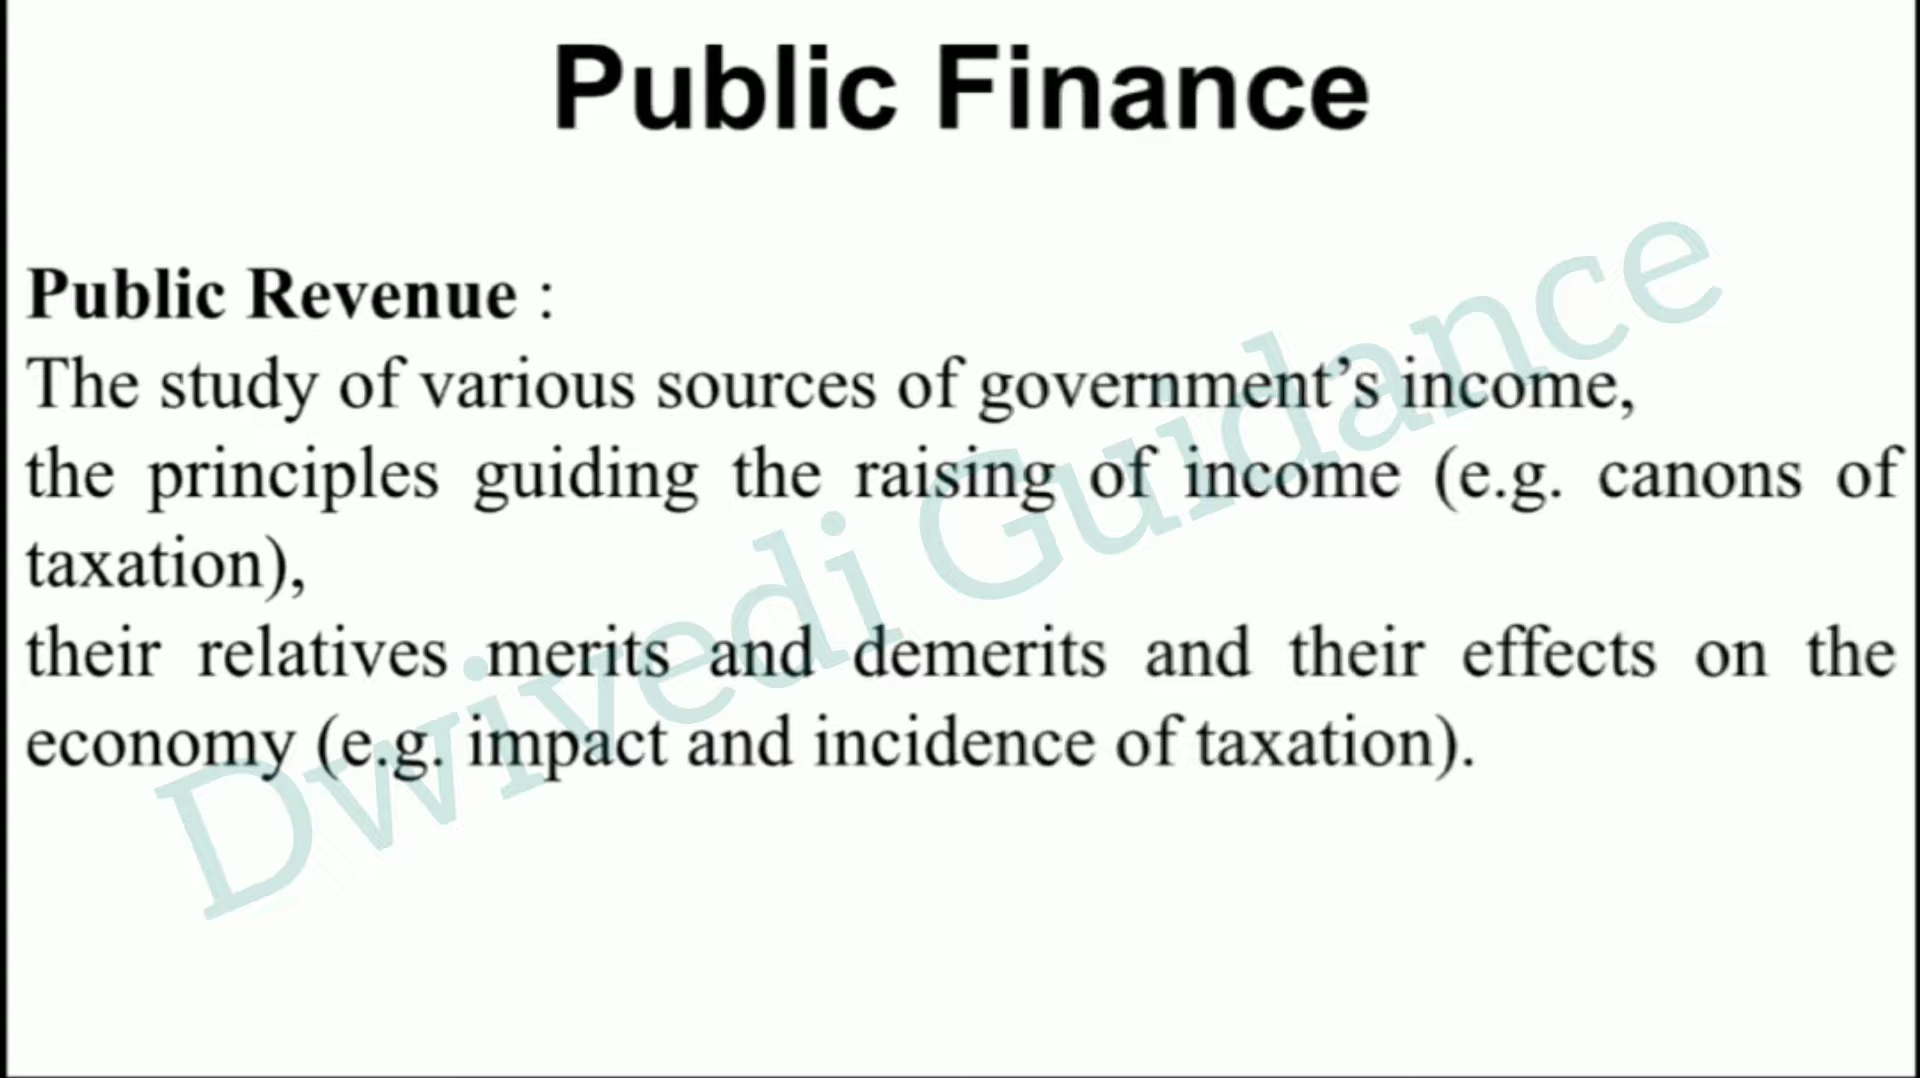 Public Finance
Public Revenue :
The study of various sources of government’s income,
the principles guiding the raising of income (e.g. canons of
taxation),
their relatives merits and demerits and their effects on the
economy (e.g. impact and incidence of taxation).
Dwivedi Guidance